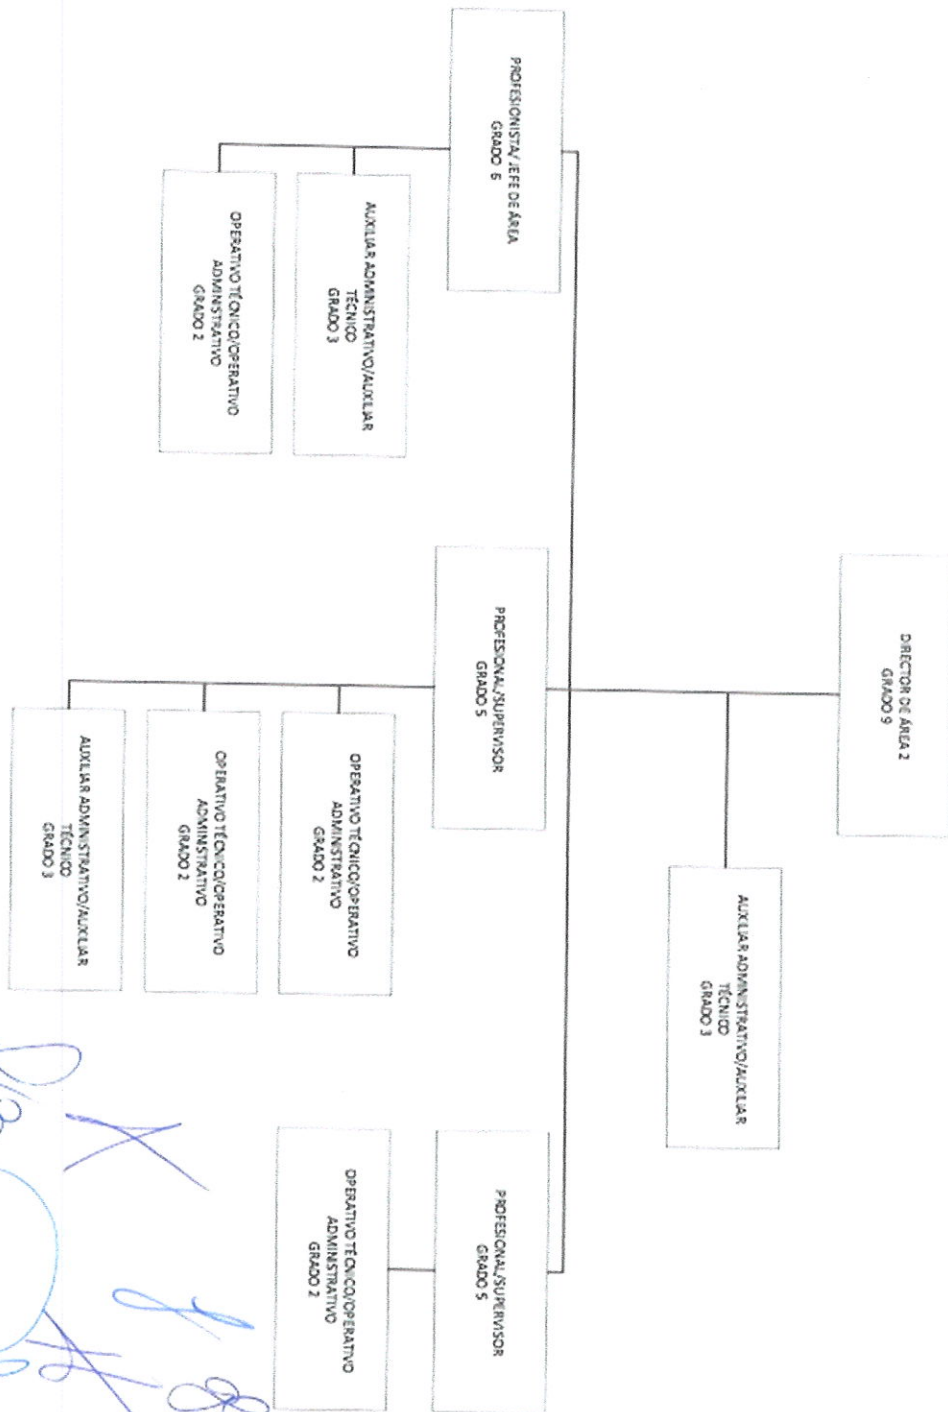 DIRECTOR DE ÁREA 2
GRADO 9
AUXILIAR ADMINISTRATIVO/AUXILIAR
TÉCNICO
GRADO 3
PROFESIONISTA/ JEFE DE ÁREA
GRADO 6
AUXILIAR ADMINISTRATIVO/AUXILIAR
TÉCNICO
GRADO 3
OPERATIVO TÉCNICO/OPERATIVO
ADMINISTRATIVO
GRADO 2
PROFESIONAL/SUPERVISOR
GRADO 5
OPERATIVO TÉCNICO/OPERATIVO
ADMINISTRATIVO
GRADO 2
OPERATIVO TÉCNICO/OPERATIVO
ADMINISTRATIVO
GRADO 2
AUXILIAR ADMINISTRATIVO/AUXILIAR
TÉCNICO
GRADO 3
PROFESIONAL/SUPERVISOR
GRADO 5
OPERATIVO TÉCNICO/OPERATIVO
ADMINISTRATIVO
GRADO 2